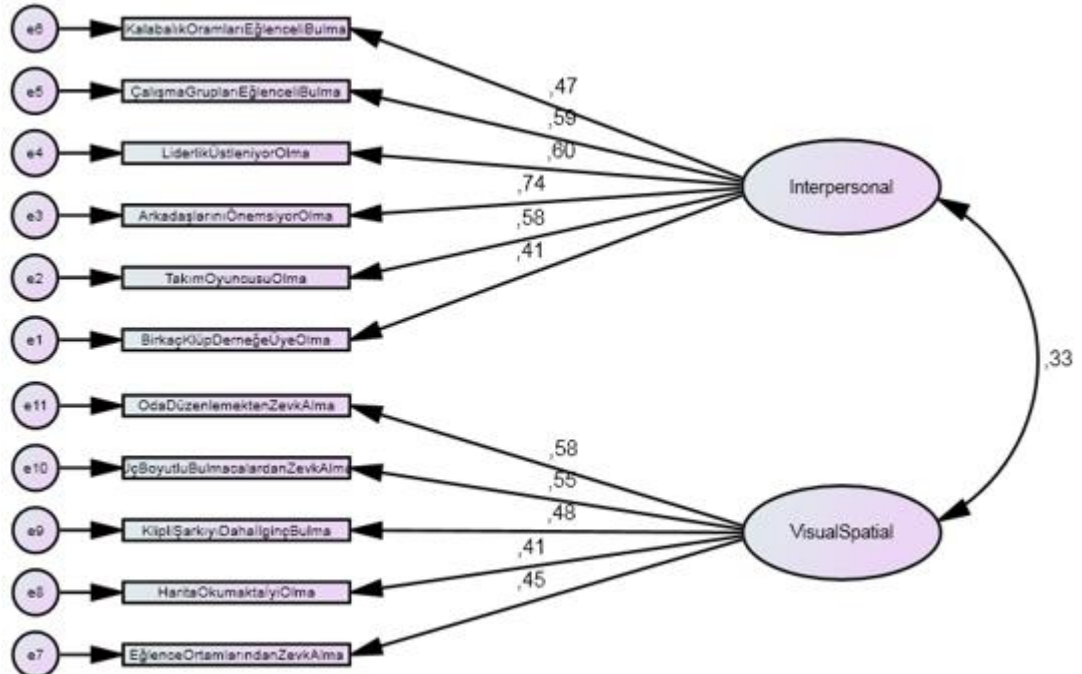 e6 KalabalıkOramlarıEğlenceliBulma
,47
e5 ÇalışmaGruplarıEğlenceliBulma
,59
e4 LiderlikÜstleniyorOlma
,60
Interpersonal
e3 ArkadaşlarınıÖnemsiyorOlma
,74
e2 TakımOyuncusuOlma
,58
e1 BirkaçKlüpDerneğeÜyeOlma
,41
,33
e11 OdaDüzenlemektenZevkAlma
,58
e10 ÜçBoyutluBulmacalardanZevkAlma
,55
e9 KlipliŞarkıyıDahaİlginçBulma
,48
VisualSpatial
e8 HaritaOkumaktaİyiOlma
,41
e7 EğlenceOrtamlarındanZevkAlma
,45